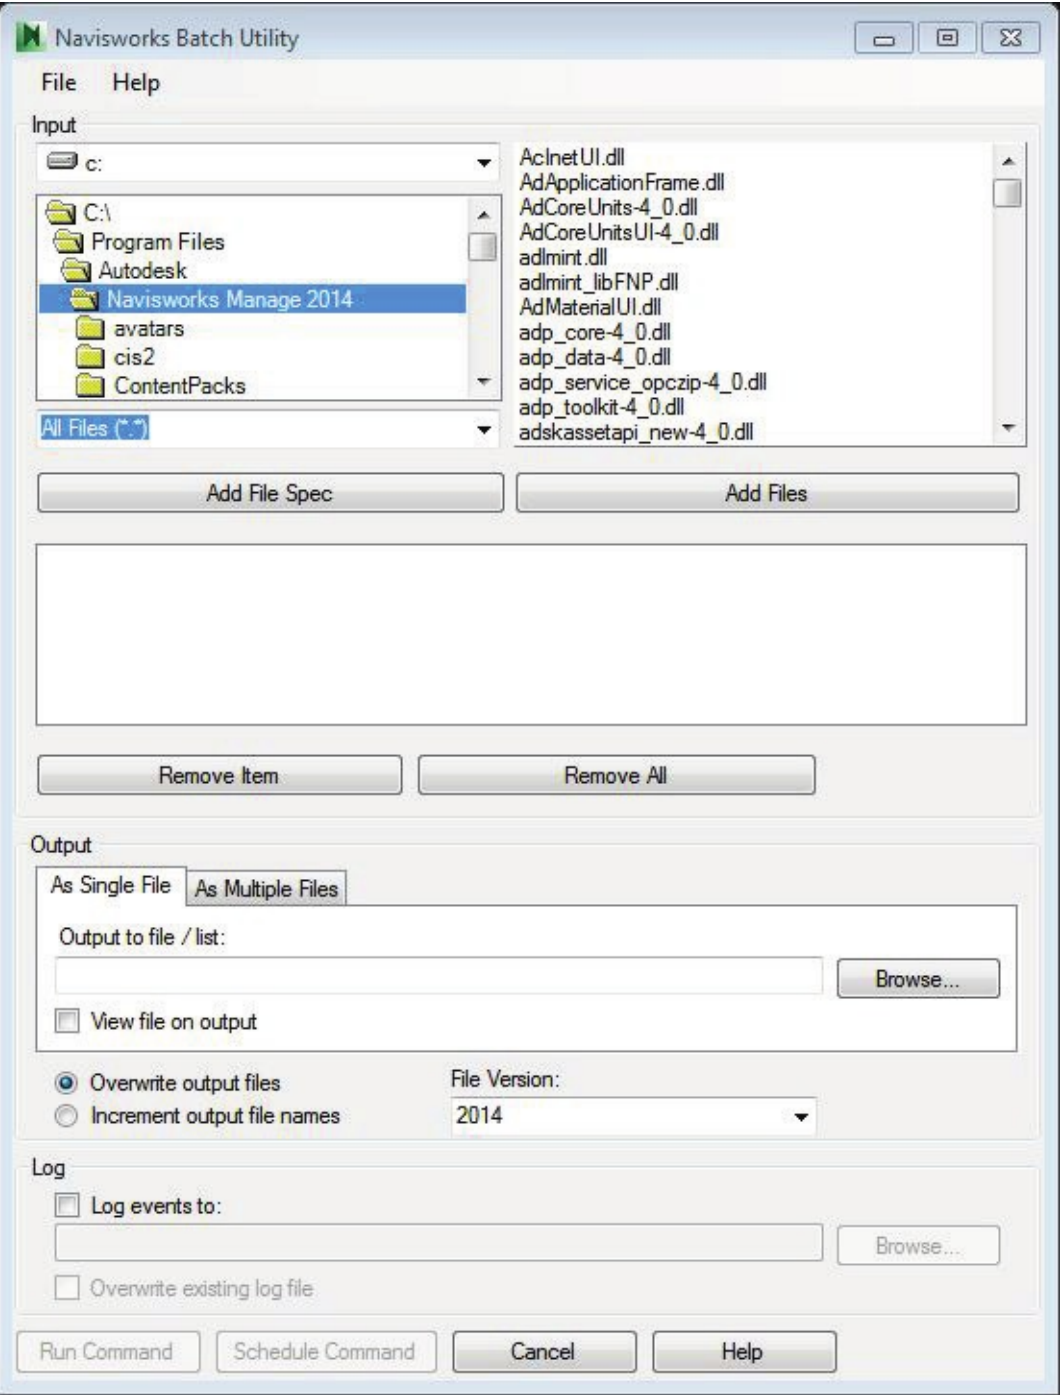 Navisworks Batch Utility
File Help
Input
c:
C:\
Program Files
Autodesk
Navisworks Manage 2014
avatars
cis2
ContentPacks
All Files (*.*)
AcInetUI.dll
AdApplicationFrame.dll
AdCoreUnits-4_0.dll
AdCoreUnitsUI-4_0.dll
adlmint.dll
adlmint_libFNP.dll
AdMaterialUI.dll
adp_core-4_0.dll
adp_data-4_0.dll
adp_service_opczip-4_0.dll
adp_toolkit-4_0.dll
adskassetapi_new-4_0.dll
Add File Spec Add Files
Remove Item Remove All
Output
As Single File As Multiple Files
Output to file / list:
Browse...
View file on output
Overwrite output files
Increment output file names
File Version:
2014
Log
Log events to:
Browse...
Overwrite existing log file
Run Command Schedule Command Cancel Help